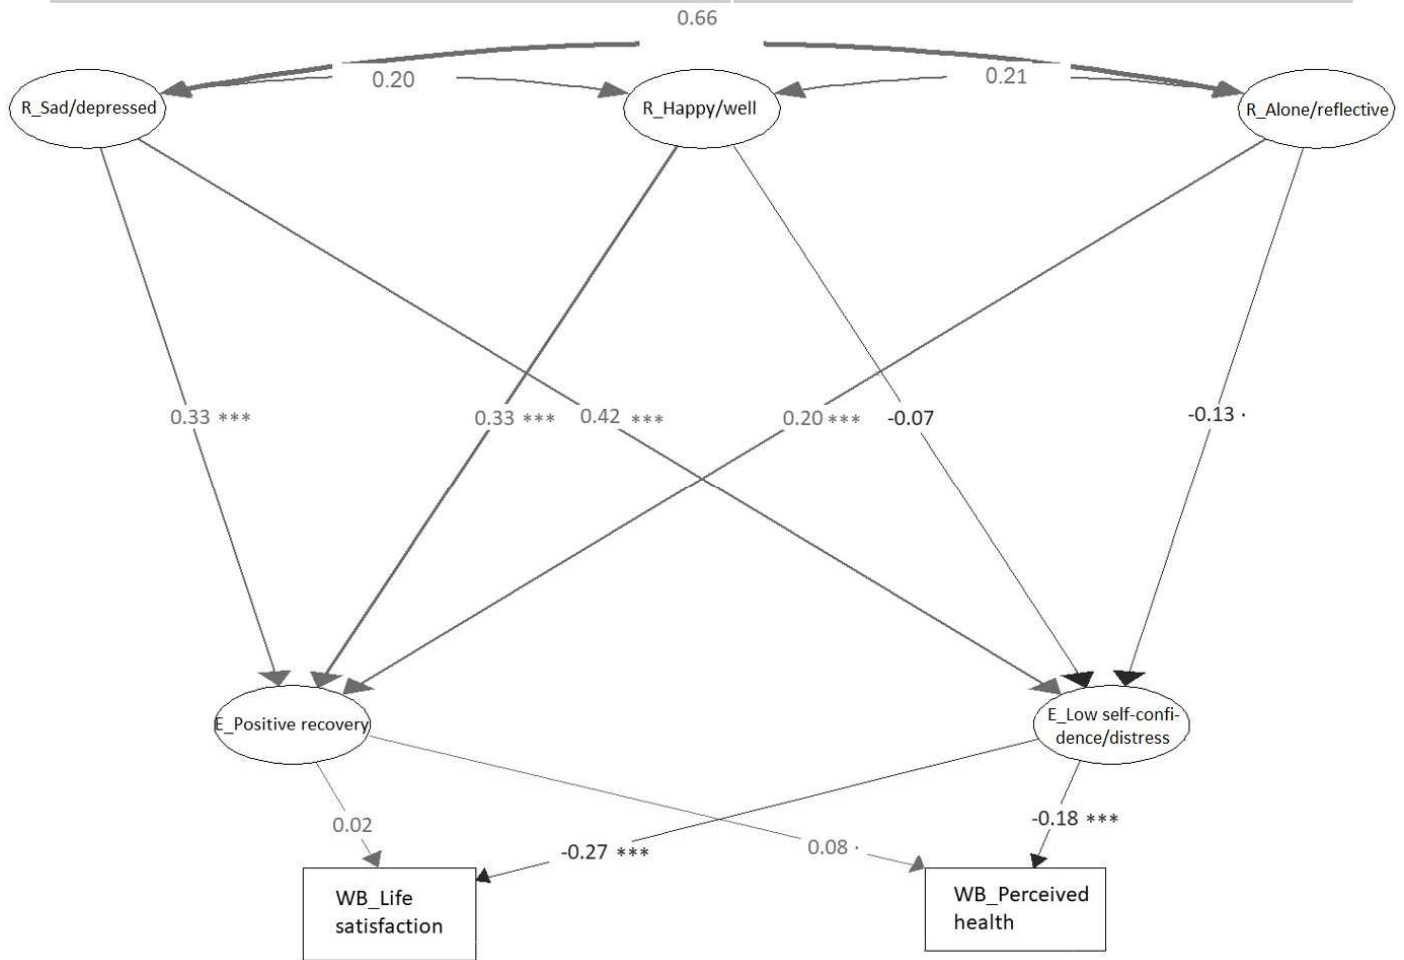 0.66
0.20
0.21
R_Sad/depressed
R_Happy/well
R_Alone/reflective
0.33 ***
0.33 ***
0.42 ***
0.20 ***
-0.07
-0.13 ·
E_Positive recovery
E_Low self-confi-
dence/distress
0.02
-0.27 ***
0.08 ·
-0.18 ***
WB_Life
satisfaction
WB_Perceived
health